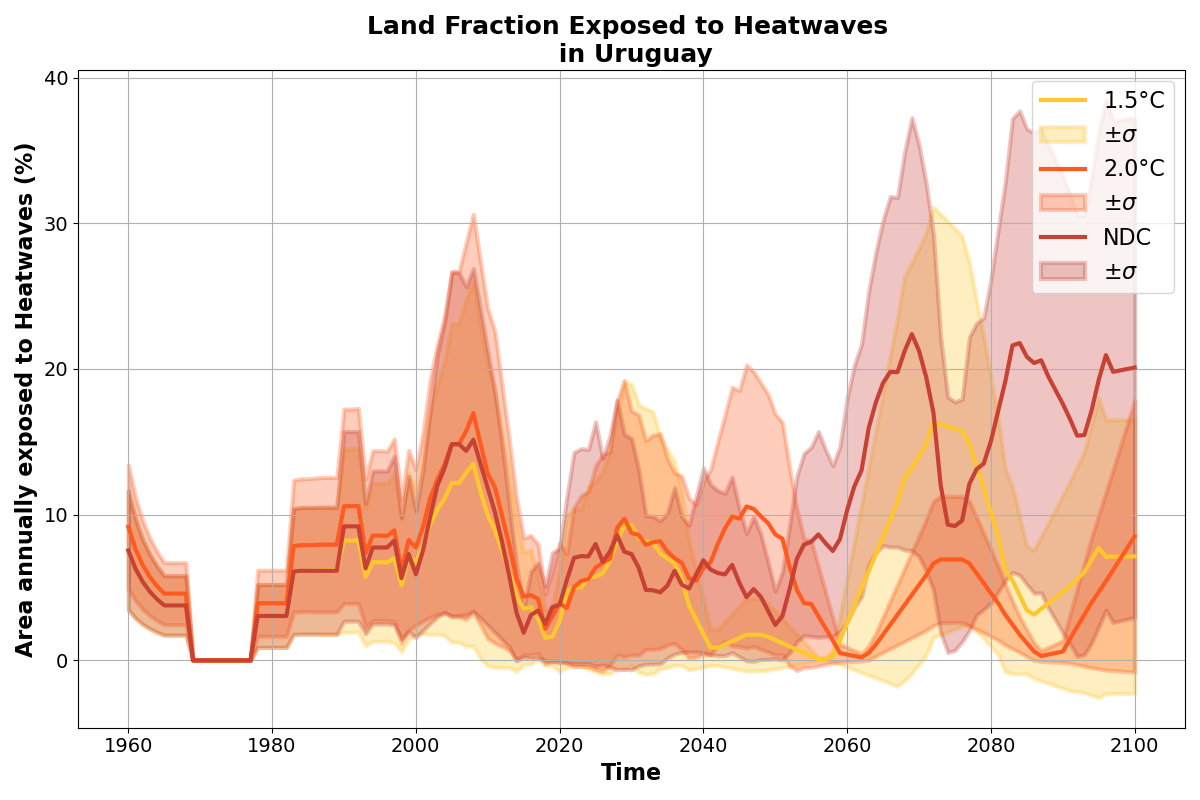 Land Fraction Exposed to Heatwaves
in Uruguay
Area annually exposed to Heatwaves (%)
40
30
20
10
0
1.5°C
±σ
2.0°C
±σ
NDC
±σ
1960 1980 2000 2020 2040 2060 2080 2100
Time